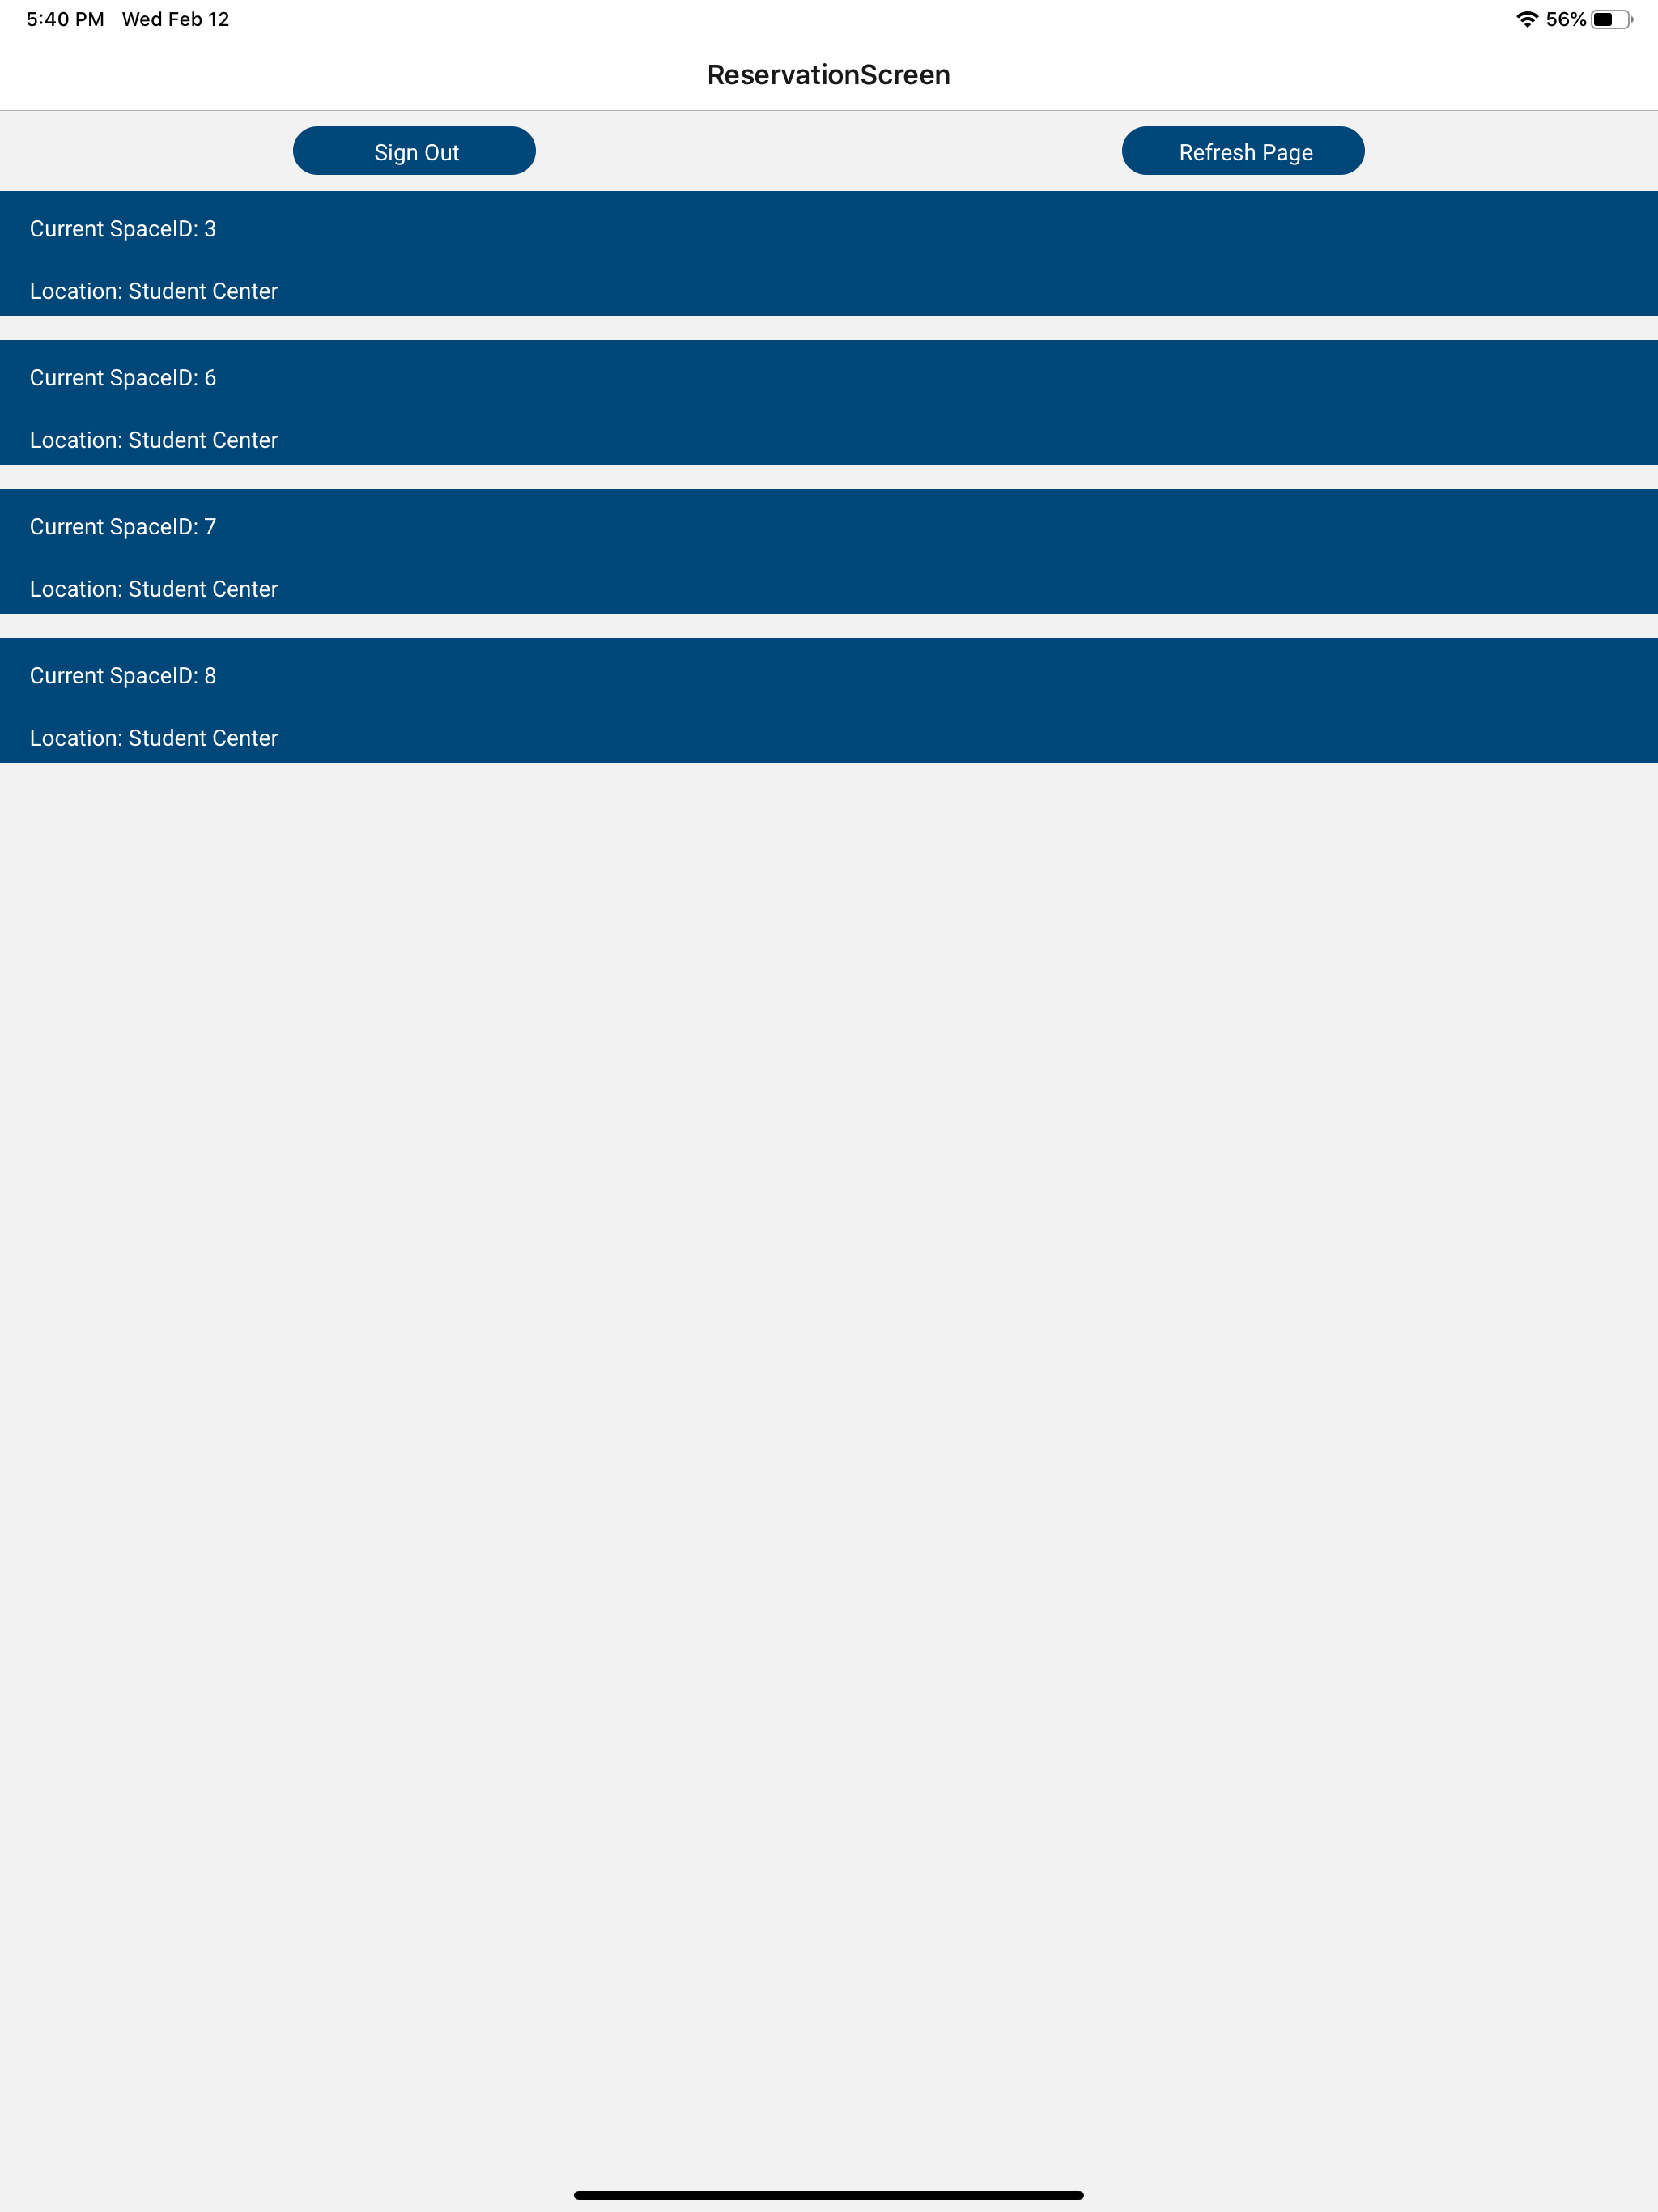 5:40 PM Wed Feb 12 56%
ReservationScreen
Sign Out Refresh Page
Current SpaceID: 3
Location: Student Center
Current SpaceID: 6
Location: Student Center
Current SpaceID: 7
Location: Student Center
Current SpaceID: 8
Location: Student Center